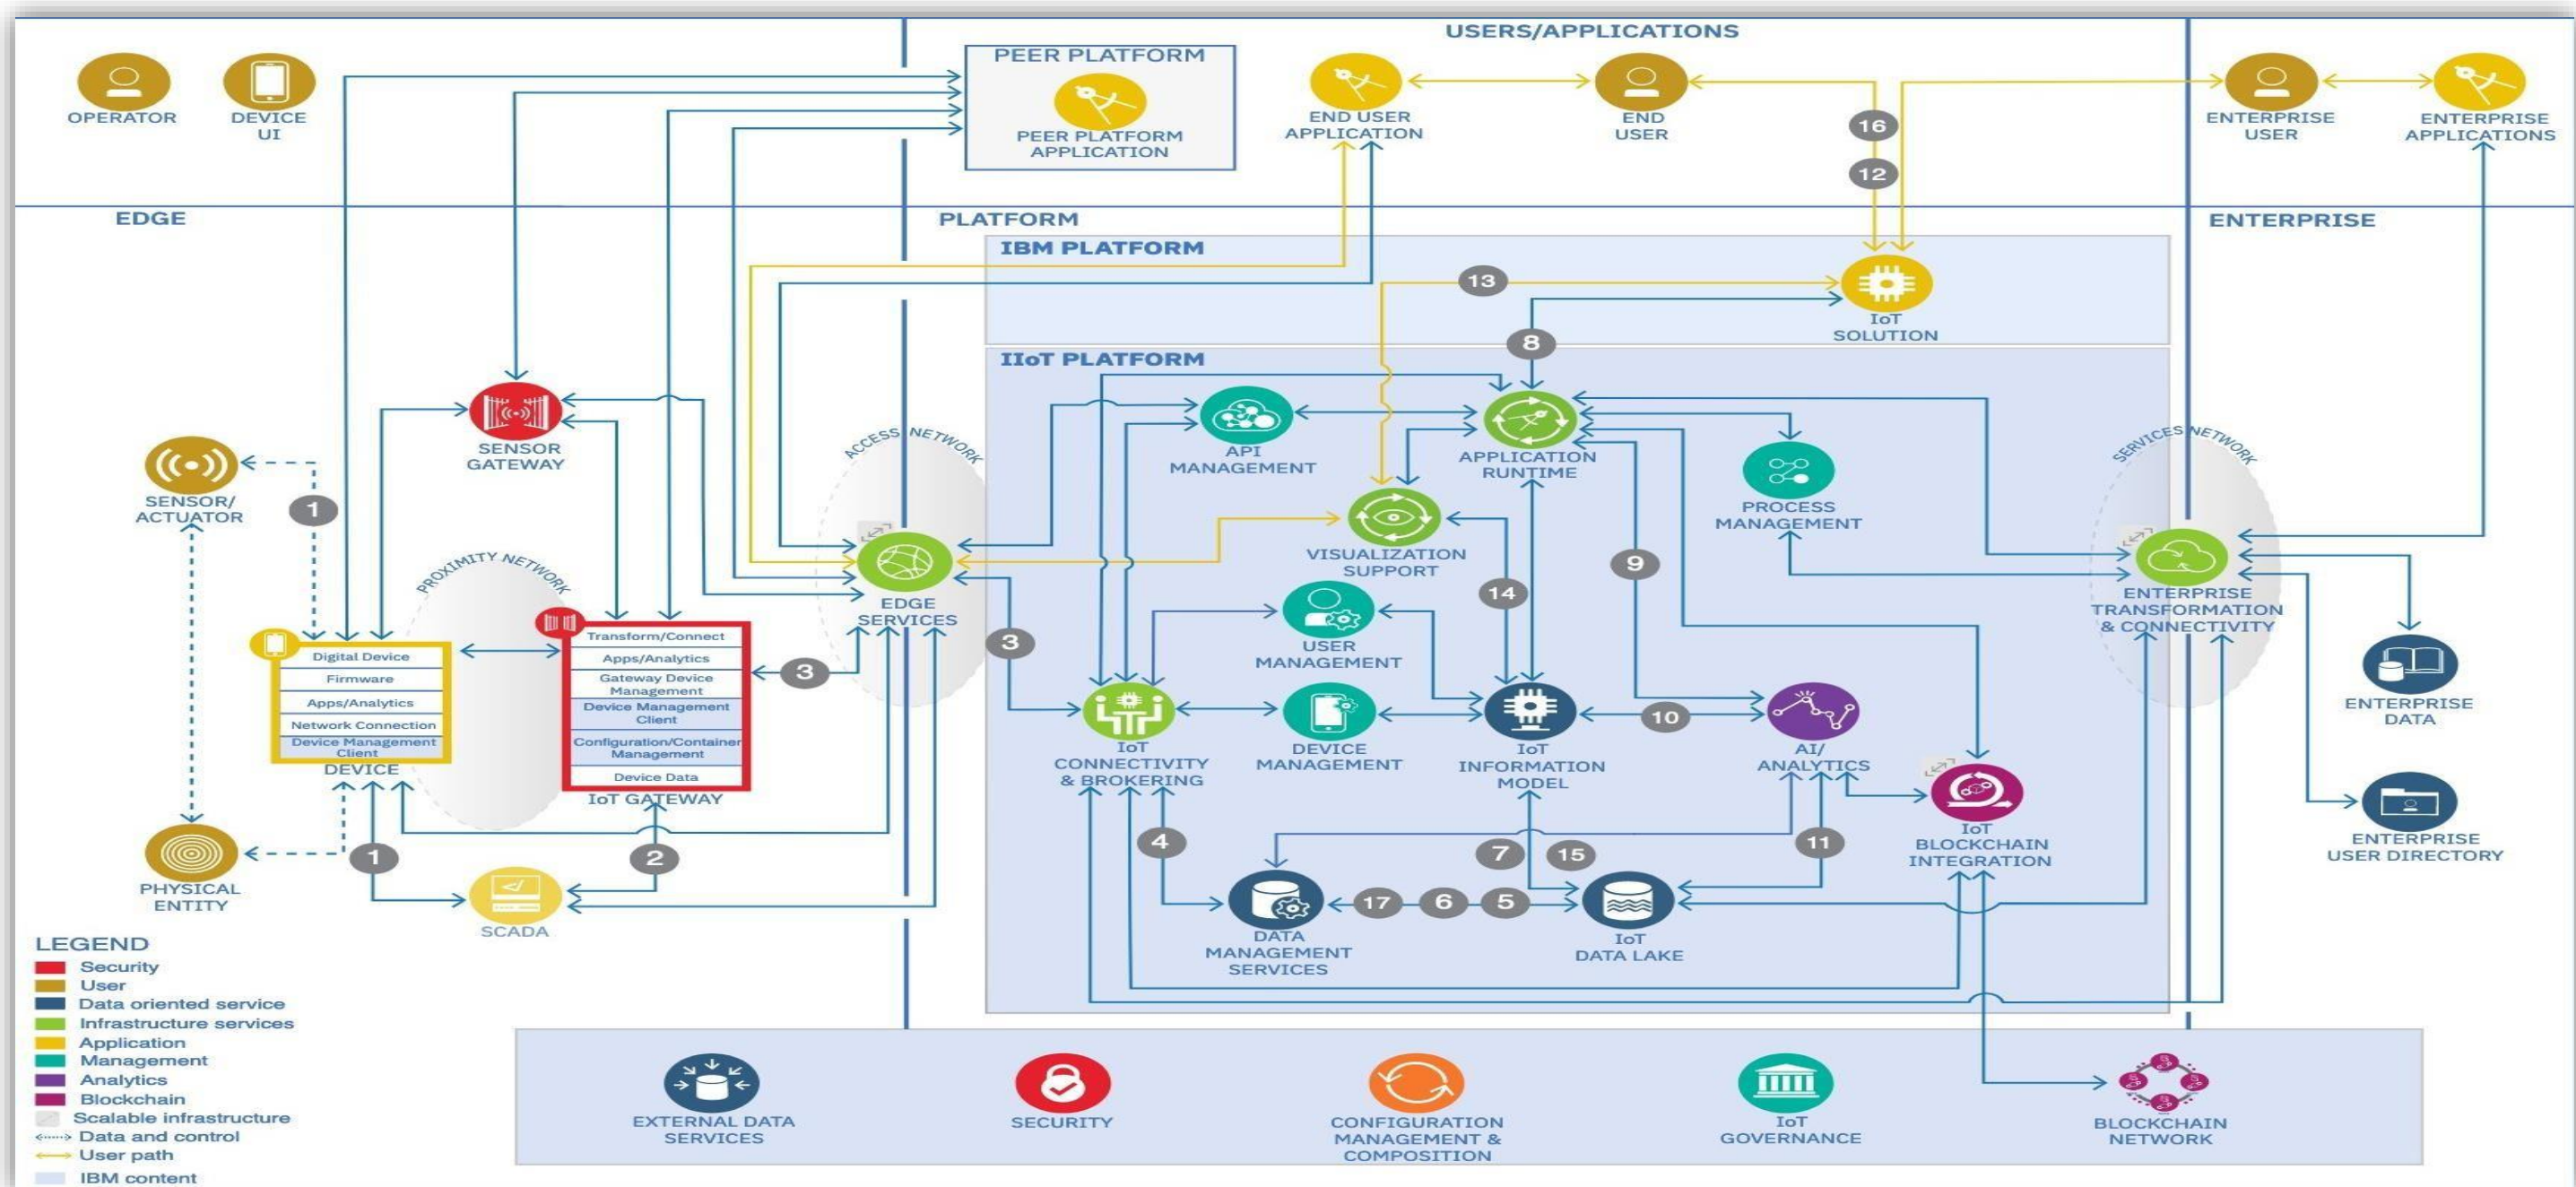 USERS/APPLICATIONS
OPERATOR
DEVICE
UI
PEER PLATFORM
PEER PLATFORM
APPLICATION
END USER
APPLICATION
END
USER
16
12
ENTERPRISE
USER
ENTERPRISE
APPLICATIONS
EDGE
PLATFORM
ENTERPRISE
IBM PLATFORM
13
IoT
SOLUTION
8
IIoT PLATFORM
SENSOR
GATEWAY
SENSOR/
ACTUATOR
1
PROXIMITY NETWORK
ACCESS NETWORK
EDGE
SERVICES
3
3
API
MANAGEMENT
APPLICATION
RUNTIME
PROCESS
MANAGEMENT
VISUALIZATION
SUPPORT
14
9
SERVICES NETWORK
ENTERPRISE
TRANSFORMATION
& CONNECTIVITY
USER
MANAGEMENT
Digital Device
Firmware
Apps/Analytics
Network Connection
Device Management
Client
DEVICE
Transform/Connect
Apps/Analytics
Gateway Device
Management
Device Management
Client
Configuration/Container
Management
Device Data
IoT GATEWAY
IoT
CONNECTIVITY
& BROKERING
DEVICE
MANAGEMENT
IoT
INFORMATION
MODEL
10
AI/
ANALYTICS
ENTERPRISE
DATA
IoT
BLOCKCHAIN
INTEGRATION
ENTERPRISE
USER DIRECTORY
PHYSICAL
ENTITY
1
2
SCADA
4
7
15
11
17
6
5
DATA
MANAGEMENT
SERVICES
IoT
DATA LAKE
LEGEND
Security
User
Data oriented service
Infrastructure services
Application
Management
Analytics
Blockchain
Scalable infrastructure
Data and control
User path
IBM content
EXTERNAL DATA
SERVICES
SECURITY
CONFIGURATION
MANAGEMENT &
COMPOSITION
IoT
GOVERNANCE
BLOCKCHAIN
NETWORK